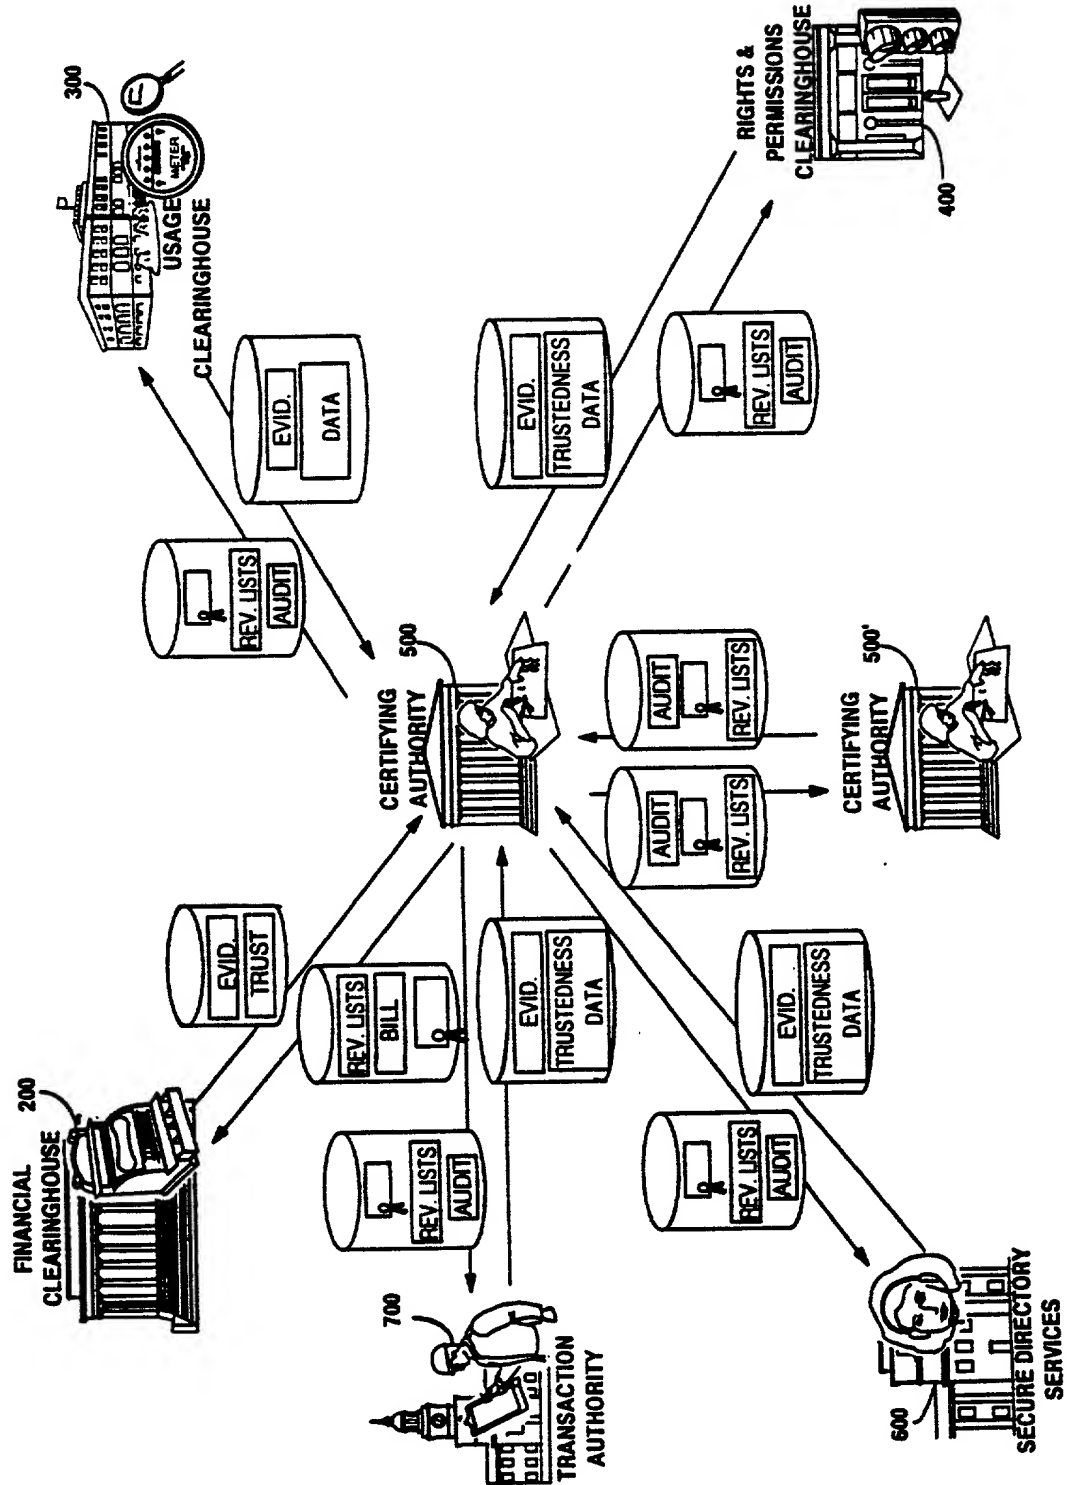 FINANCIAL
CLEARINGHOUSE
200
EVID.
TRUST
REV. LISTS
BILL
REV. LISTS
AUDIT
700
TRANSACTION
AUTHORITY
EVID.
TRUSTEDNESS
DATA
CERTIFYING
AUTHORITY
500
REV. LISTS
AUDIT
300
METER
USAGE
CLEARINGHOUSE
EVID.
DATA
EVID.
TRUSTEDNESS
DATA
REV. LISTS
AUDIT
RIGHTS &
PERMISSIONS
CLEARINGHOUSE
400
AUDIT
REV. LISTS
AUDIT
REV. LISTS
CERTIFYING
AUTHORITY
500'
REV. LISTS
AUDIT
EVID.
TRUSTEDNESS
DATA
600
SECURE DIRECTORY
SERVICES